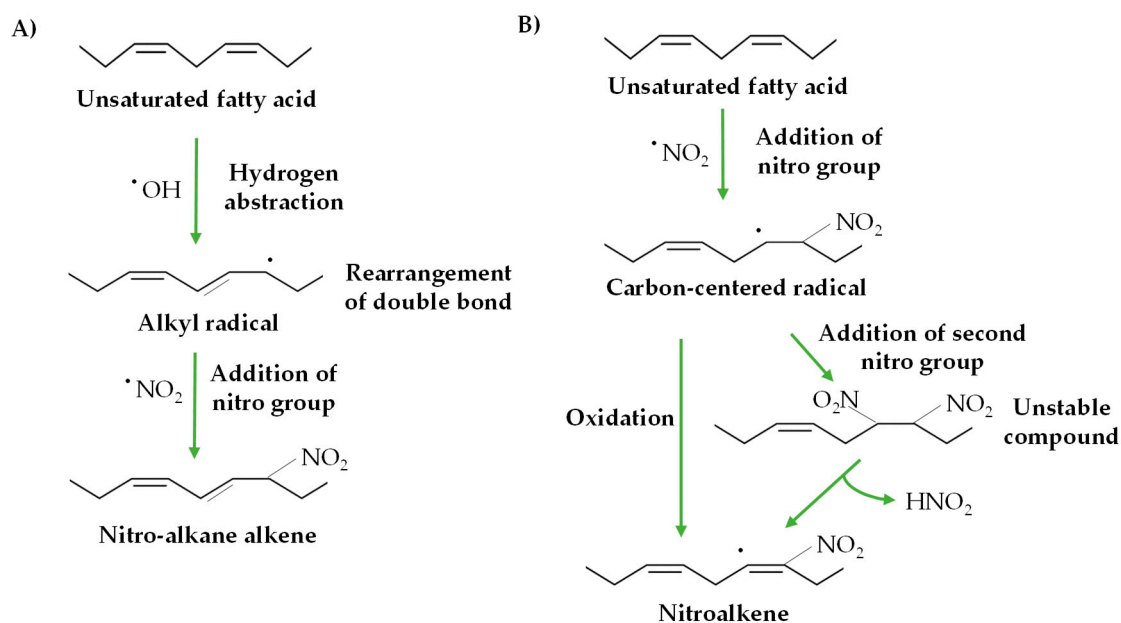 A)
Unsaturated fatty acid
•OH
Hydrogen
abstraction
•
Rearrangement
of double bond
Alkyl radical
•NO₂
Addition of
nitro group
NO₂
Nitro-alkane alkene
B)
Unsaturated fatty acid
•NO₂
Addition of
nitro group
•
NO₂
Carbon-centered radical
Addition of second
nitro group
Oxidation
O₂N
NO₂
Unstable
compound
HNO₂
•
NO₂
Nitroalkene